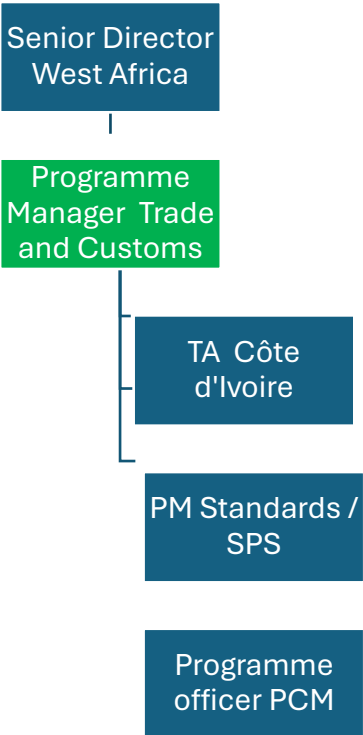 Senior Director
West Africa
Programme
Manager Trade
and Customs
TA Côte
d'Ivoire
PM Standards /
SPS
Programme
officer PCM